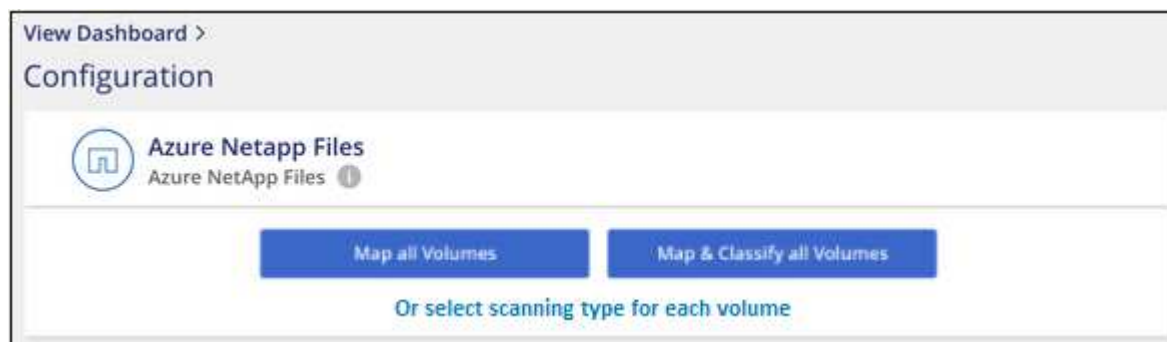 View Dashboard >
Configuration
Azure Netapp Files
Azure NetApp Files i
Map all Volumes Map & Classify all Volumes
Or select scanning type for each volume